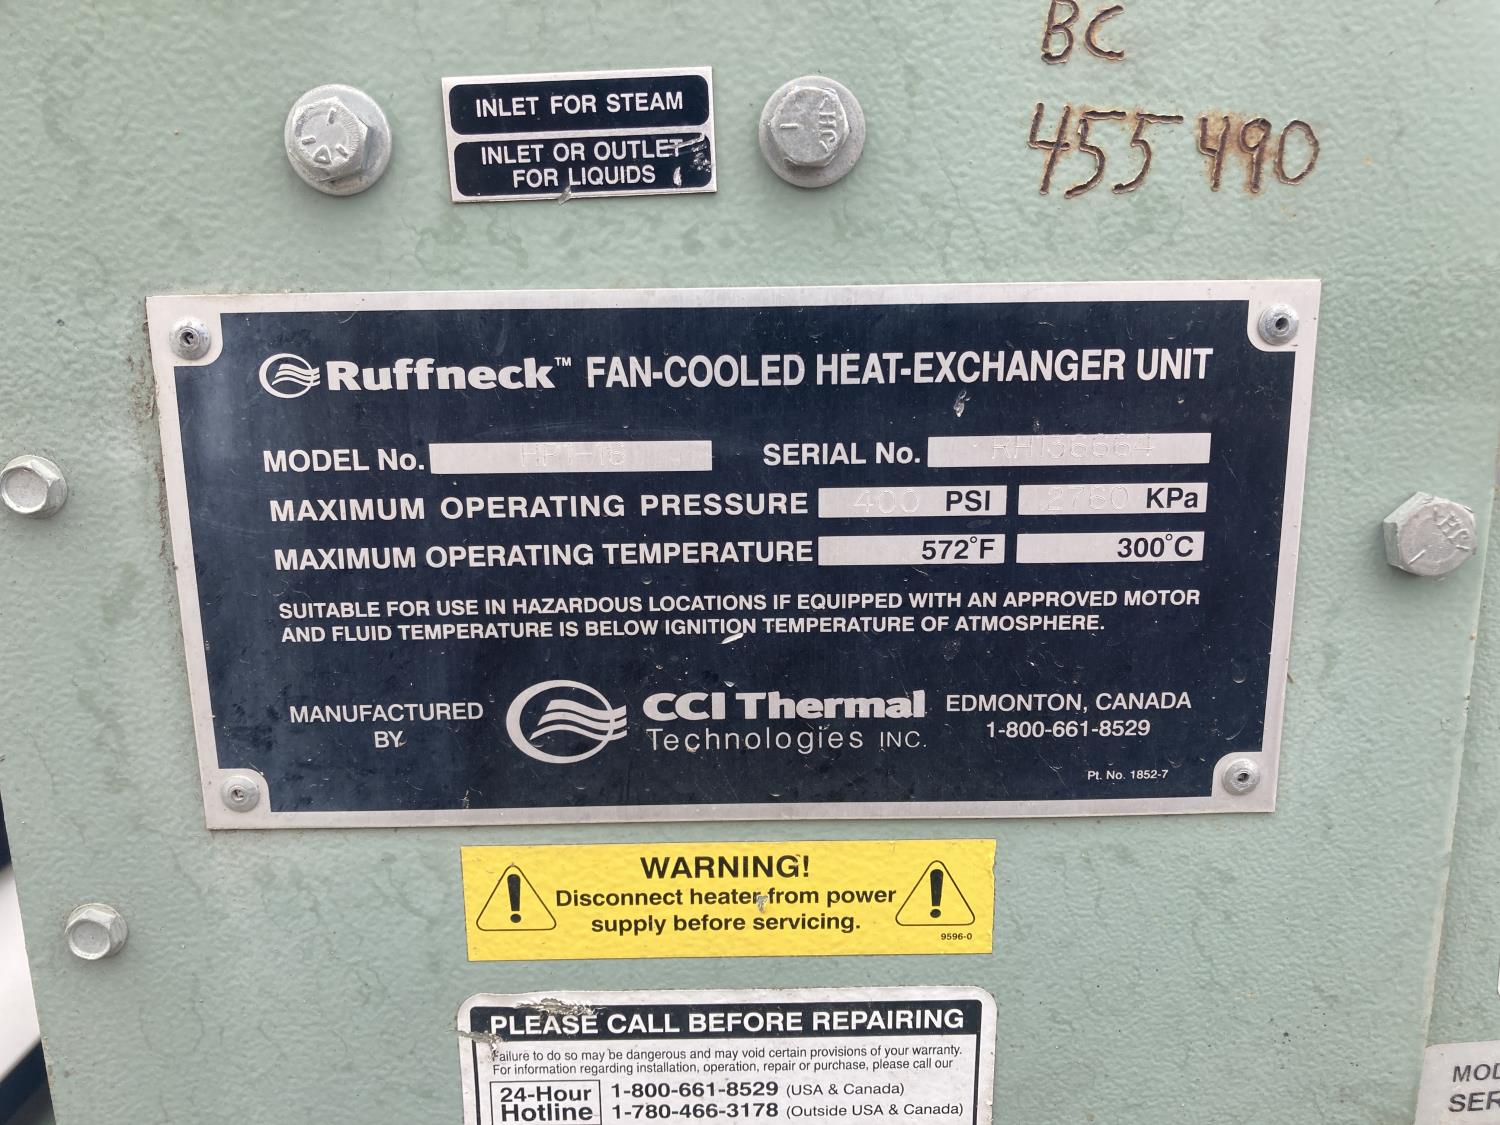 BC
455 490
INLET FOR STEAM
INLET OR OUTLET
FOR LIQUIDS
Ruffneck™ FAN-COOLED HEAT-EXCHANGER UNIT
MODEL No. HP1-16 SERIAL No. RH136664
MAXIMUM OPERATING PRESSURE 400 PSI 2760 KPa
MAXIMUM OPERATING TEMPERATURE 572°F 300°C
SUITABLE FOR USE IN HAZARDOUS LOCATIONS IF EQUIPPED WITH AN APPROVED MOTOR
AND FLUID TEMPERATURE IS BELOW IGNITION TEMPERATURE OF ATMOSPHERE.
MANUFACTURED
BY
CCI Thermal
Technologies INC.
EDMONTON, CANADA
1-800-661-8529
Pt. No. 1852-7
WARNING!
Disconnect heater from power
supply before servicing.
9596-0
PLEASE CALL BEFORE REPAIRING
Failure to do so may be dangerous and may void certain provisions of your warranty.
For information regarding installation, operation, repair or purchase, please call our
24-Hour
Hotline
1-800-661-8529 (USA & Canada)
1-780-466-3178 (Outside USA & Canada)
MOD
SER